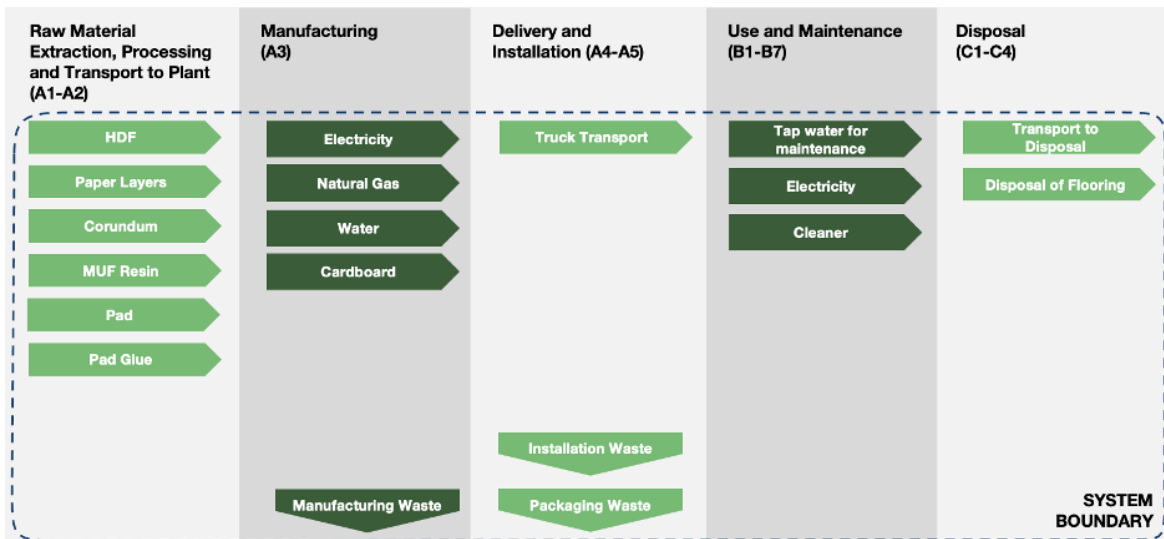 Raw Material
Extraction, Processing
and Transport to Plant
(A1-A2)
HDF
Paper Layers
Corundum
MUF Resin
Pad
Pad Glue
Manufacturing
(A3)
Electricity
Natural Gas
Water
Cardboard
Manufacturing Waste
Delivery and
Installation (A4-A5)
Truck Transport
Installation Waste
Packaging Waste
Use and Maintenance
(B1-B7)
Tap water for
maintenance
Electricity
Cleaner
Disposal
(C1-C4)
Transport to
Disposal
Disposal of Flooring
SYSTEM
BOUNDARY